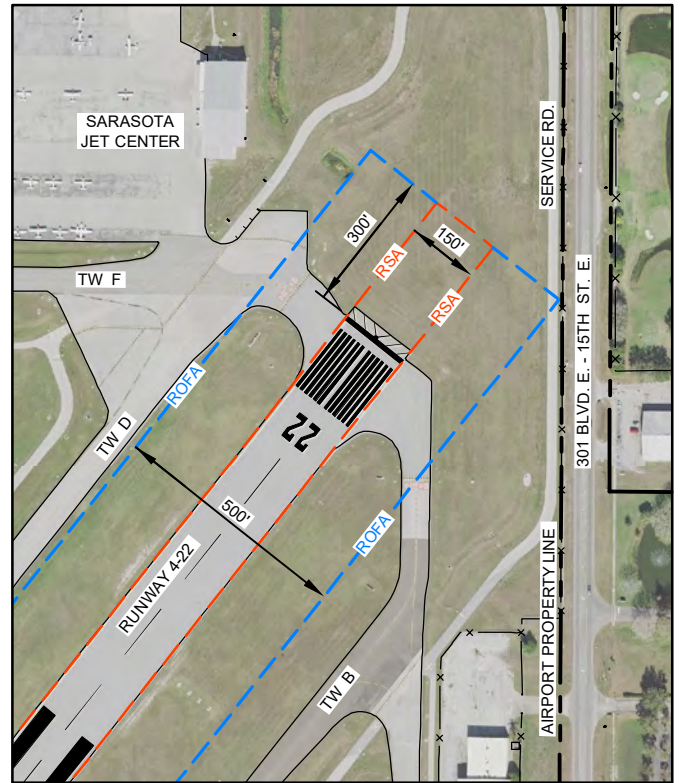 SARASOTA
JET CENTER
SERVICE RD.
300'
150'
RSA
RSA
TW F
301 BLVD. E. - 15TH ST. E.
ROFA
22
TW D
500'
ROFA
RUNWAY 4-22
TW B
AIRPORT PROPERTY LINE